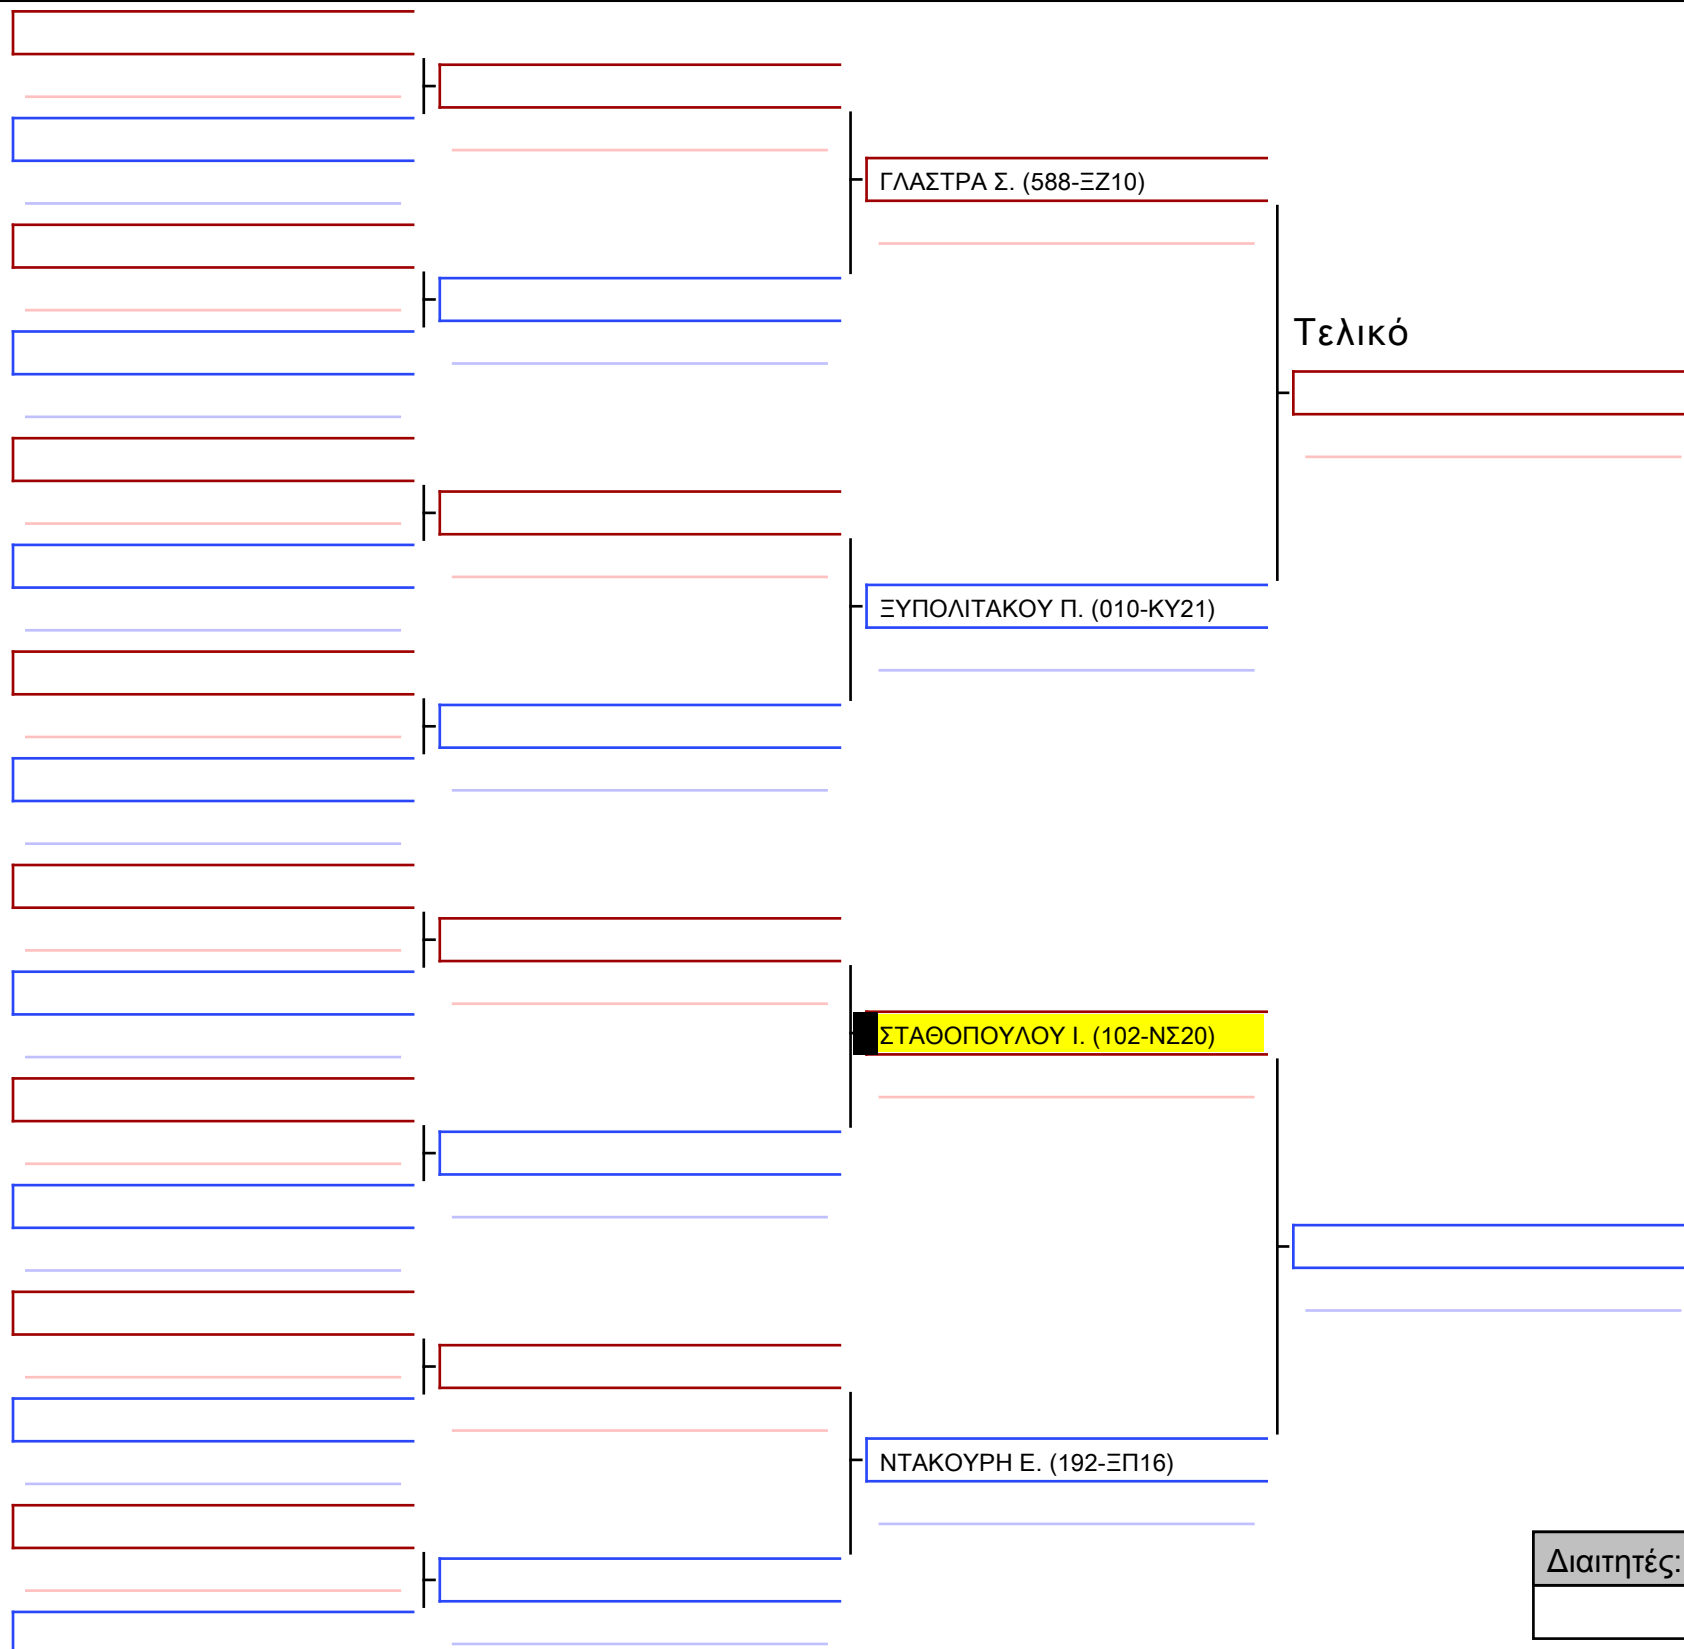 ΓΛΑΣΤΡΑ Σ. (588-ΞΖ10)
Τελικό
ΞΥΠΟΛΙΤΑΚΟΥ Π. (010-ΚΥ21)
ΣΤΑΘΟΠΟΥΛΟΥ Ι. (102-ΝΣ20)
ΝΤΑΚΟΥΡΗ Ε. (192-ΞΠ16)
Διαιτητές: